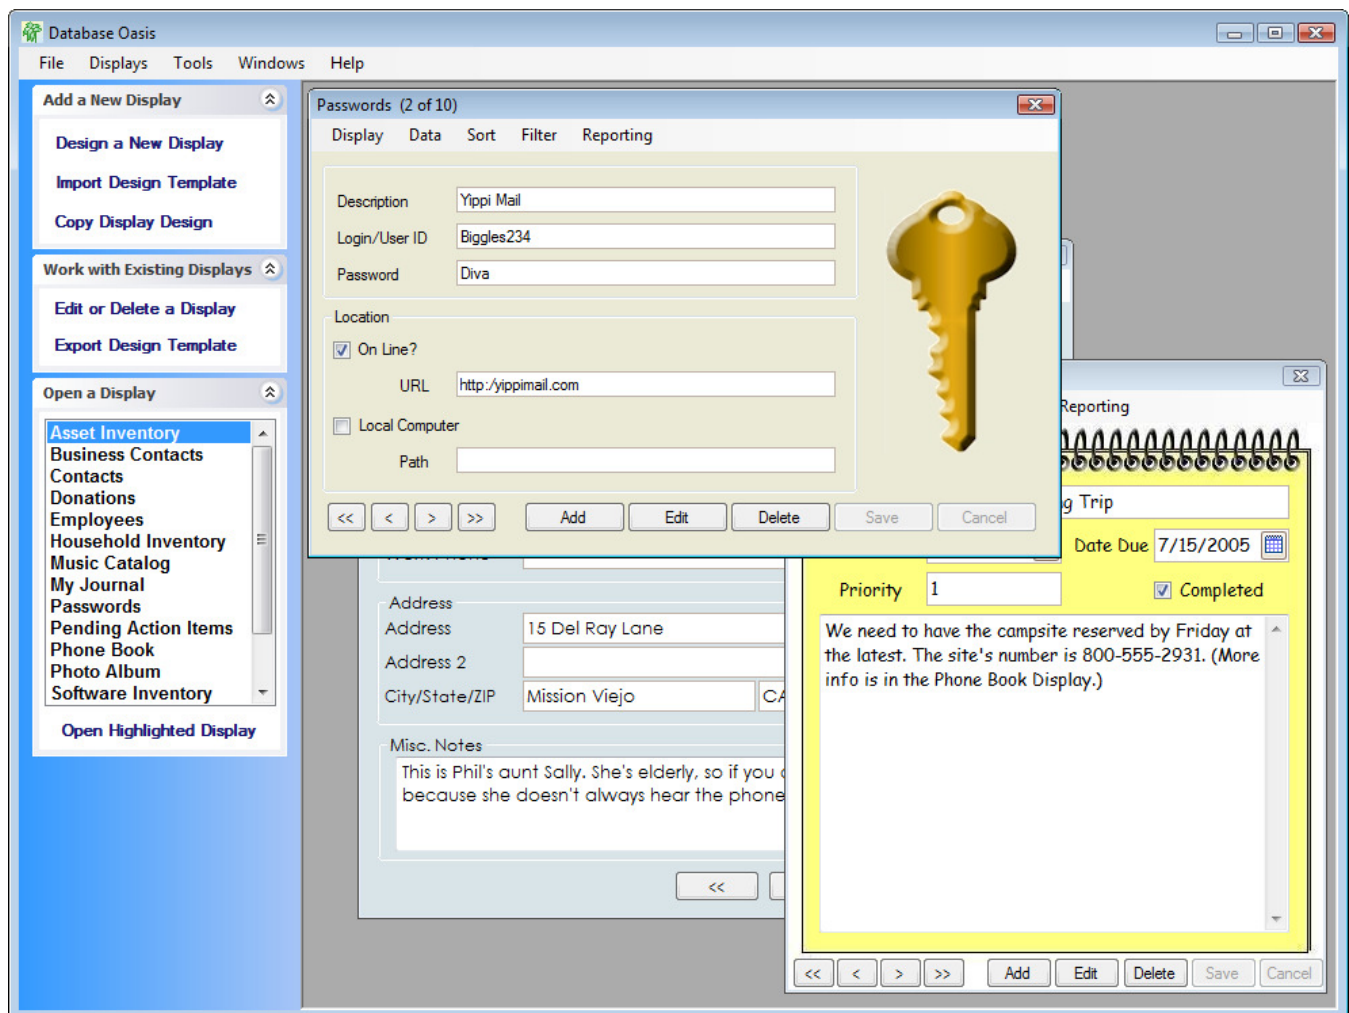 Database Oasis
File Displays Tools Windows Help
Add a New Display
Design a New Display
Import Design Template
Copy Display Design
Work with Existing Displays
Edit or Delete a Display
Export Design Template
Open a Display
Asset Inventory
Business Contacts
Contacts
Donations
Employees
Household Inventory
Music Catalog
My Journal
Passwords
Pending Action Items
Phone Book
Photo Album
Software Inventory
Open Highlighted Display
Passwords (2 of 10)
Display Data Sort Filter Reporting
Description Yippi Mail
Login/User ID Biggles234
Password Diva
Location
On Line?
URL http:/yippimail.com
Local Computer
Path
<< < > >> Add Edit Delete Save Cancel
Address
Address 15 Del Ray Lane
Address 2
City/State/ZIP Mission Viejo CA
Misc. Notes
This is Phil's aunt Sally. She's elderly, so if you
because she doesn't always hear the phone
<<
Reporting
Trip
Date Due 7/15/2005
Priority 1 Completed
We need to have the campsite reserved by Friday at
the latest. The site's number is 800-555-2931. (More
info is in the Phone Book Display.)
<< < > >> Add Edit Delete Save Cancel